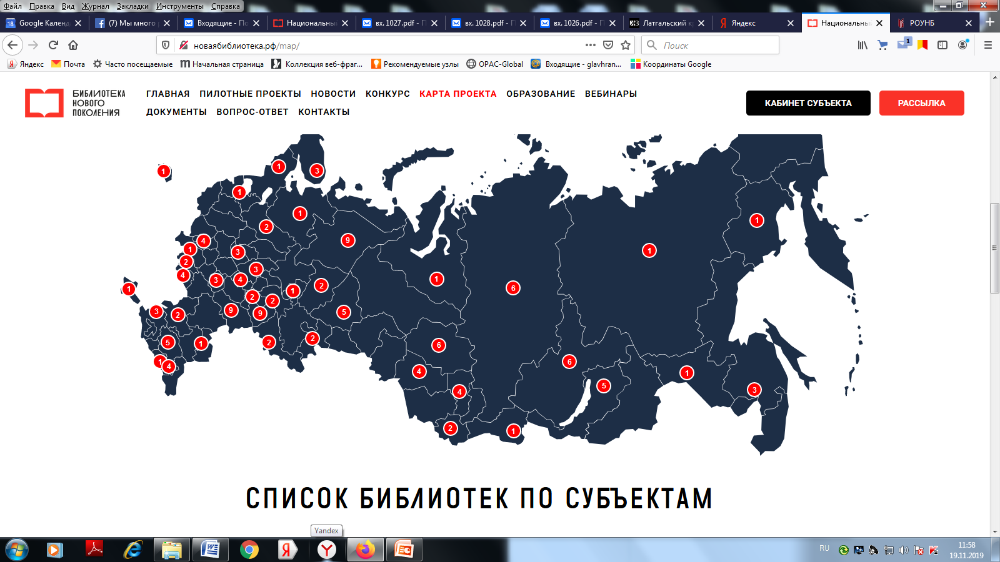 Файл Правка Вид Журнал Закладки Инструменты Справка
Google Календ
(7) Мы много
Входящие - По
Национальны
вх. 1027.pdf - П
вх. 1028.pdf - П
вх. 1026.pdf - П
Латгальский к
Яндекс
Национальны
РОУНБ
новаябиблиотека.рф/map/
Поиск
1
Яндекс
Почта
Часто посещаемые
Начальная страница
Коллекция веб-фраг...
Рекомендуемые узлы
OPAC-Global
Входящие - glavhran...
Координаты Google
БИБЛИОТЕКА
НОВОГО
ПОКОЛЕНИЯ
ГЛАВНАЯ ПИЛОТНЫЕ ПРОЕКТЫ НОВОСТИ КОНКУРС КАРТА ПРОЕКТА ОБРАЗОВАНИЕ ВЕБИНАРЫ
ДОКУМЕНТЫ ВОПРОС-ОТВЕТ КОНТАКТЫ
КАБИНЕТ СУБЪЕКТА
РАССЫЛКА
1
3
1
1
1
2
1
4
9
1
3
1
2
3
4
3
4
1
6
1
2
1
2
2
3
2
9
9
5
2
5
1
2
6
1
4
6
4
1
5
3
4
2
1
СПИСОК БИБЛИОТЕК ПО СУБЪЕКТАМ
Yandex
RU
11:58
19.11.2019